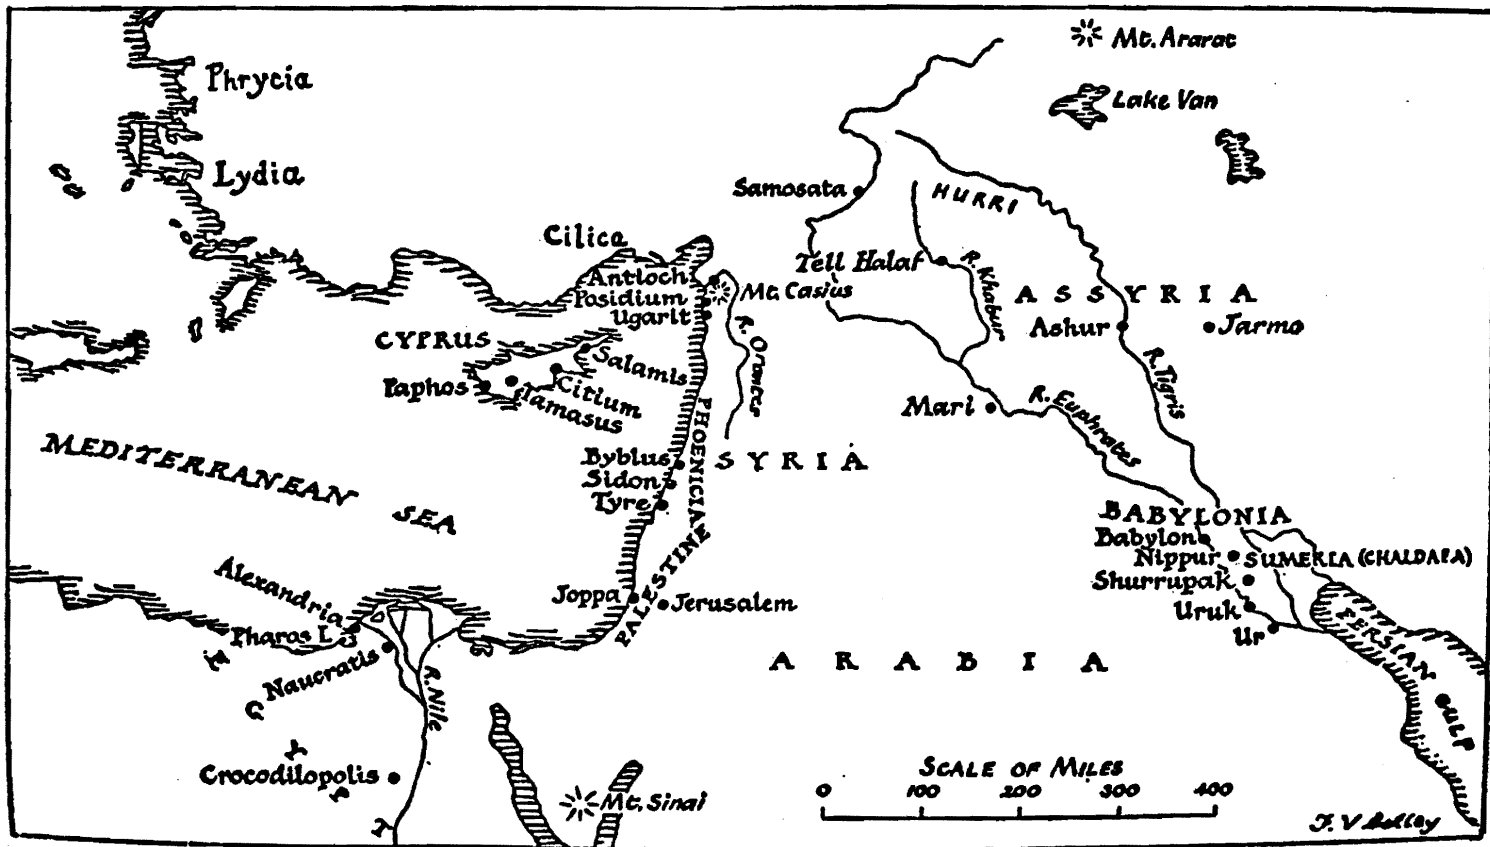 Mt. Ararat
Phrycia
Lake Van
Lydia
Samosata
HURRI
Cilica
Tell Halaf
R. Khabur
Antioch
Mt. Casius
Posidium
Ugarit
ASSYRIA
Ashur
Jarmo
R. Orontes
CYPRUS
Salamis
R. Tigris
Paphos
Citium
Tamasus
Mari
R. Euphrates
PHOENICIA
MEDITERRANEAN SEA
Byblus
SYRIA
Sidon
Tyre
BABYLONIA
Babylon
Nippur
SUMERIA (CHALDAEA)
PALESTINE
Alexandria
Shurrupak
Joppa
Jerusalem
Uruk
Pharos I.
Ur
PERSIAN GULF
ARABIA
Naucratis
R. Nile
EGYPT
Crocodilopolis
SCALE OF MILES
0 100 200 300 400
Mt. Sinai